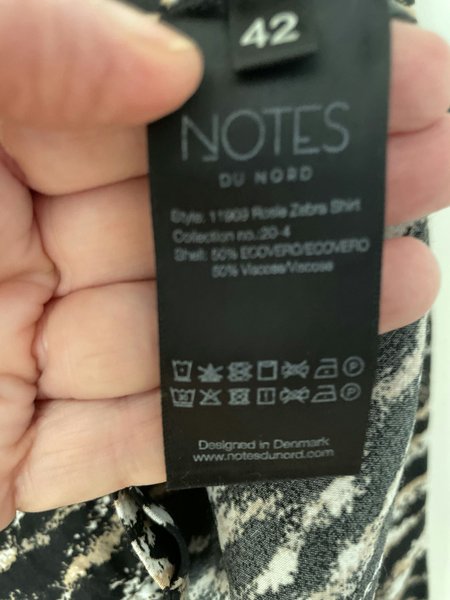 42
NOTES
DU NORD
Style: 11903 Rosie Zebra Shirt
Collection no.:20-4
Shell: 50% ECOVERO/ECOVERO
50% Viscose/Viscose
Designed in Denmark
www.notesdunord.com